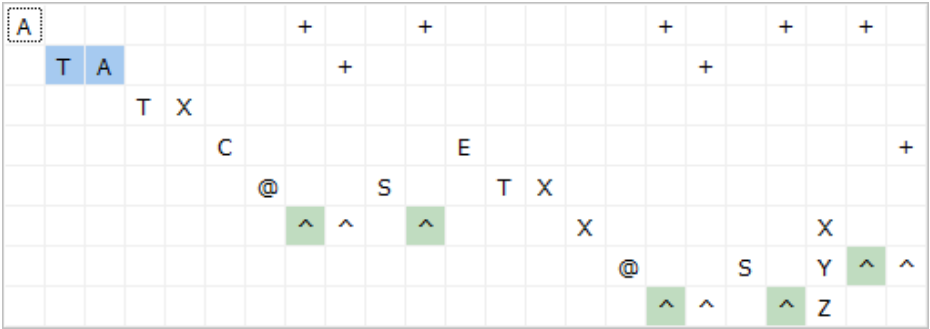 A + + + + +
T A + +
T X
C E +
@ S T X
^ ^ ^ X X
@ S Y ^ ^
^ ^ ^ Z